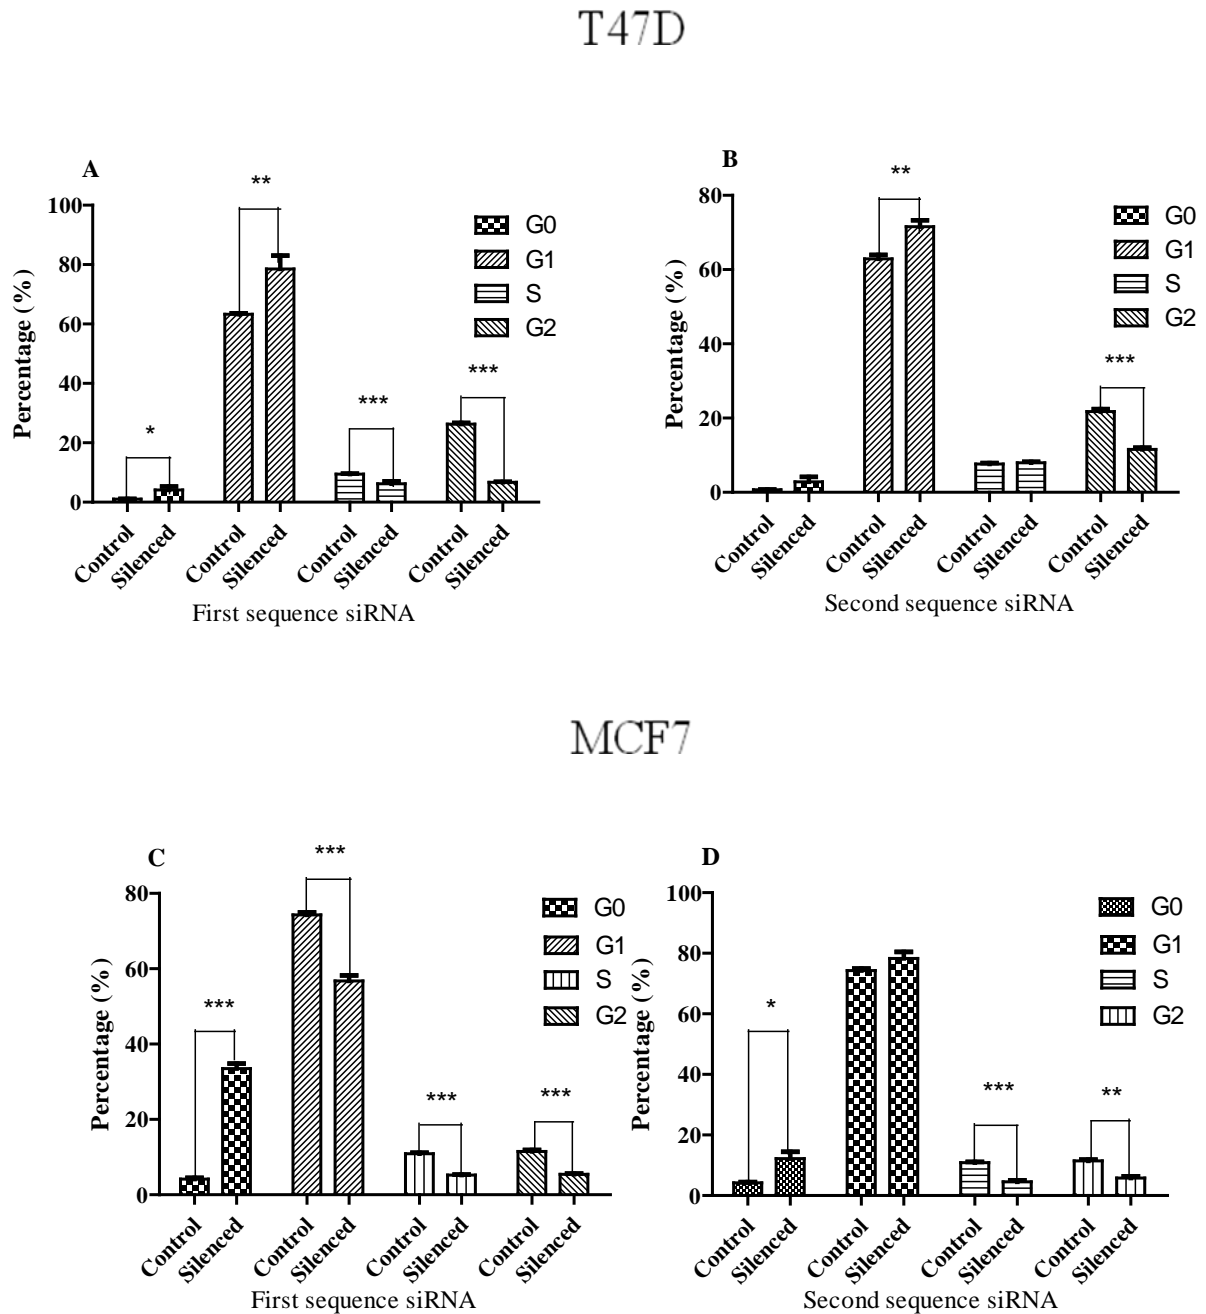 T47D
A
**
100
80
60
40
20
0
Percentage (%)
*
***
***
G0
G1
S
G2
Control
Silenced
Control
Silenced
Control
Silenced
Control
Silenced
First sequence siRNA
B
**
80
60
40
20
0
Percentage (%)
***
G0
G1
S
G2
Control
Silenced
Control
Silenced
Control
Silenced
Control
Silenced
Second sequence siRNA
MCF7
C
***
80
60
40
20
0
Percentage (%)
***
***
***
G0
G1
S
G2
Control
Silenced
Control
Silenced
Control
Silenced
Control
Silenced
First sequence siRNA
D
100
80
60
40
20
0
Percentage (%)
*
***
**
G0
G1
S
G2
Control
Silenced
Control
Silenced
Control
Silenced
Control
Silenced
Second sequence siRNA